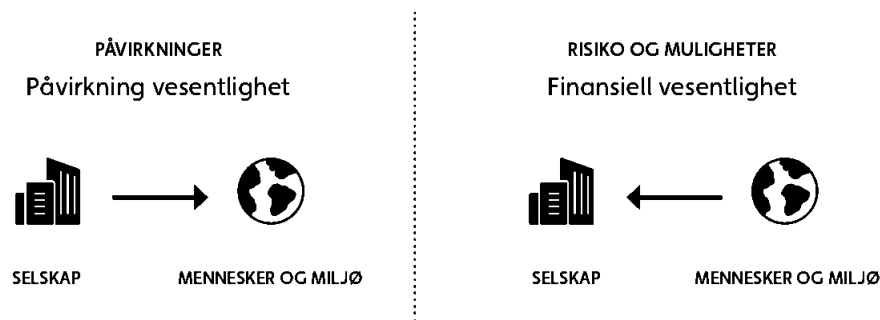 PÅVIRKNINGER
Påvirkning vesentlighet
SELSKAP
MENNESKER OG MILJØ
RISIKO OG MULIGHETER
Finansiell vesentlighet
SELSKAP
MENNESKER OG MILJØ